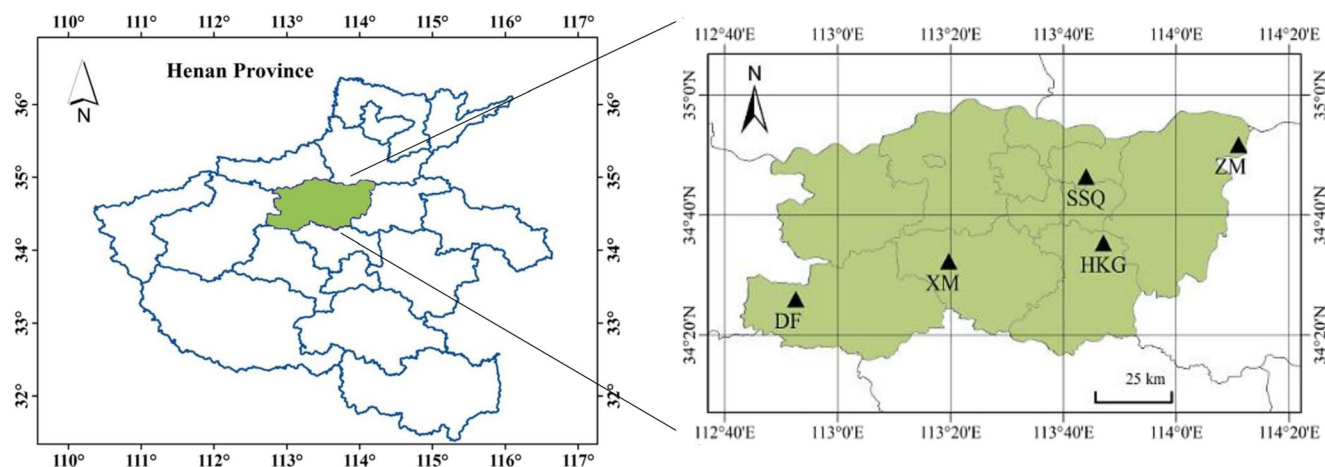 110° 111° 112° 113° 114° 115° 116° 117°
Henan Province
N
36°
35°
34°
33°
32°
36°
35°
34°
33°
32°
110° 111° 112° 113° 114° 115° 116° 117°
112°40'E 113°0'E 113°20'E 113°40'E 114°0'E 114°20'E
N
35°0'N
34°40'N
34°20'N
35°0'N
34°40'N
34°20'N
ZM
SSQ
HKG
XM
DF
25 km
112°40'E 113°0'E 113°20'E 113°40'E 114°0'E 114°20'E